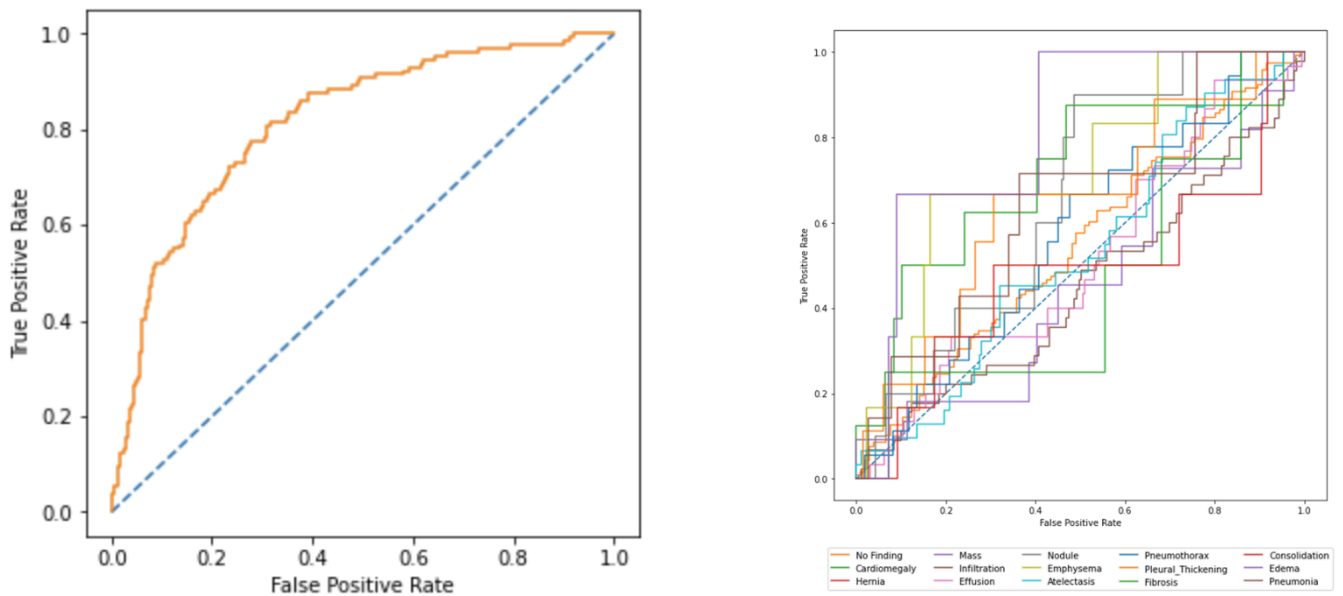 1.0
0.8
0.6
0.4
0.2
0.0
True Positive Rate
0.0 0.2 0.4 0.6 0.8 1.0
False Positive Rate
1.0
0.8
0.6
0.4
0.2
0.0
True Positive Rate
0.0 0.2 0.4 0.6 0.8 1.0
False Positive Rate
No Finding Mass Nodule Pneumothorax Consolidation
Cardiomegaly Infiltration Emphysema Pleural_Thickening Edema
Hernia Effusion Atelectasis Fibrosis Pneumonia